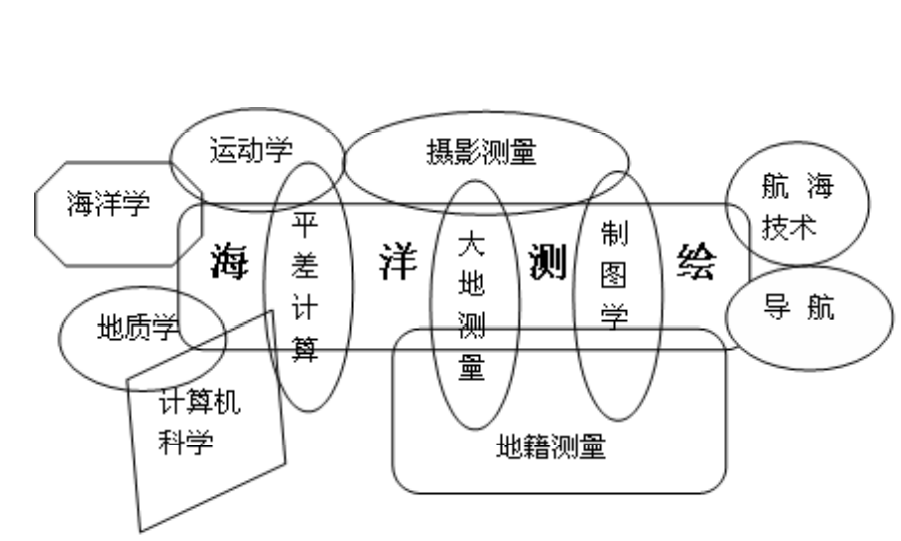 运动学
摄影测量
海洋学
航 海
技术
海 洋 测 绘
平差计算
大地测量
制图学
导 航
地质学
计算机
科学
地籍测量